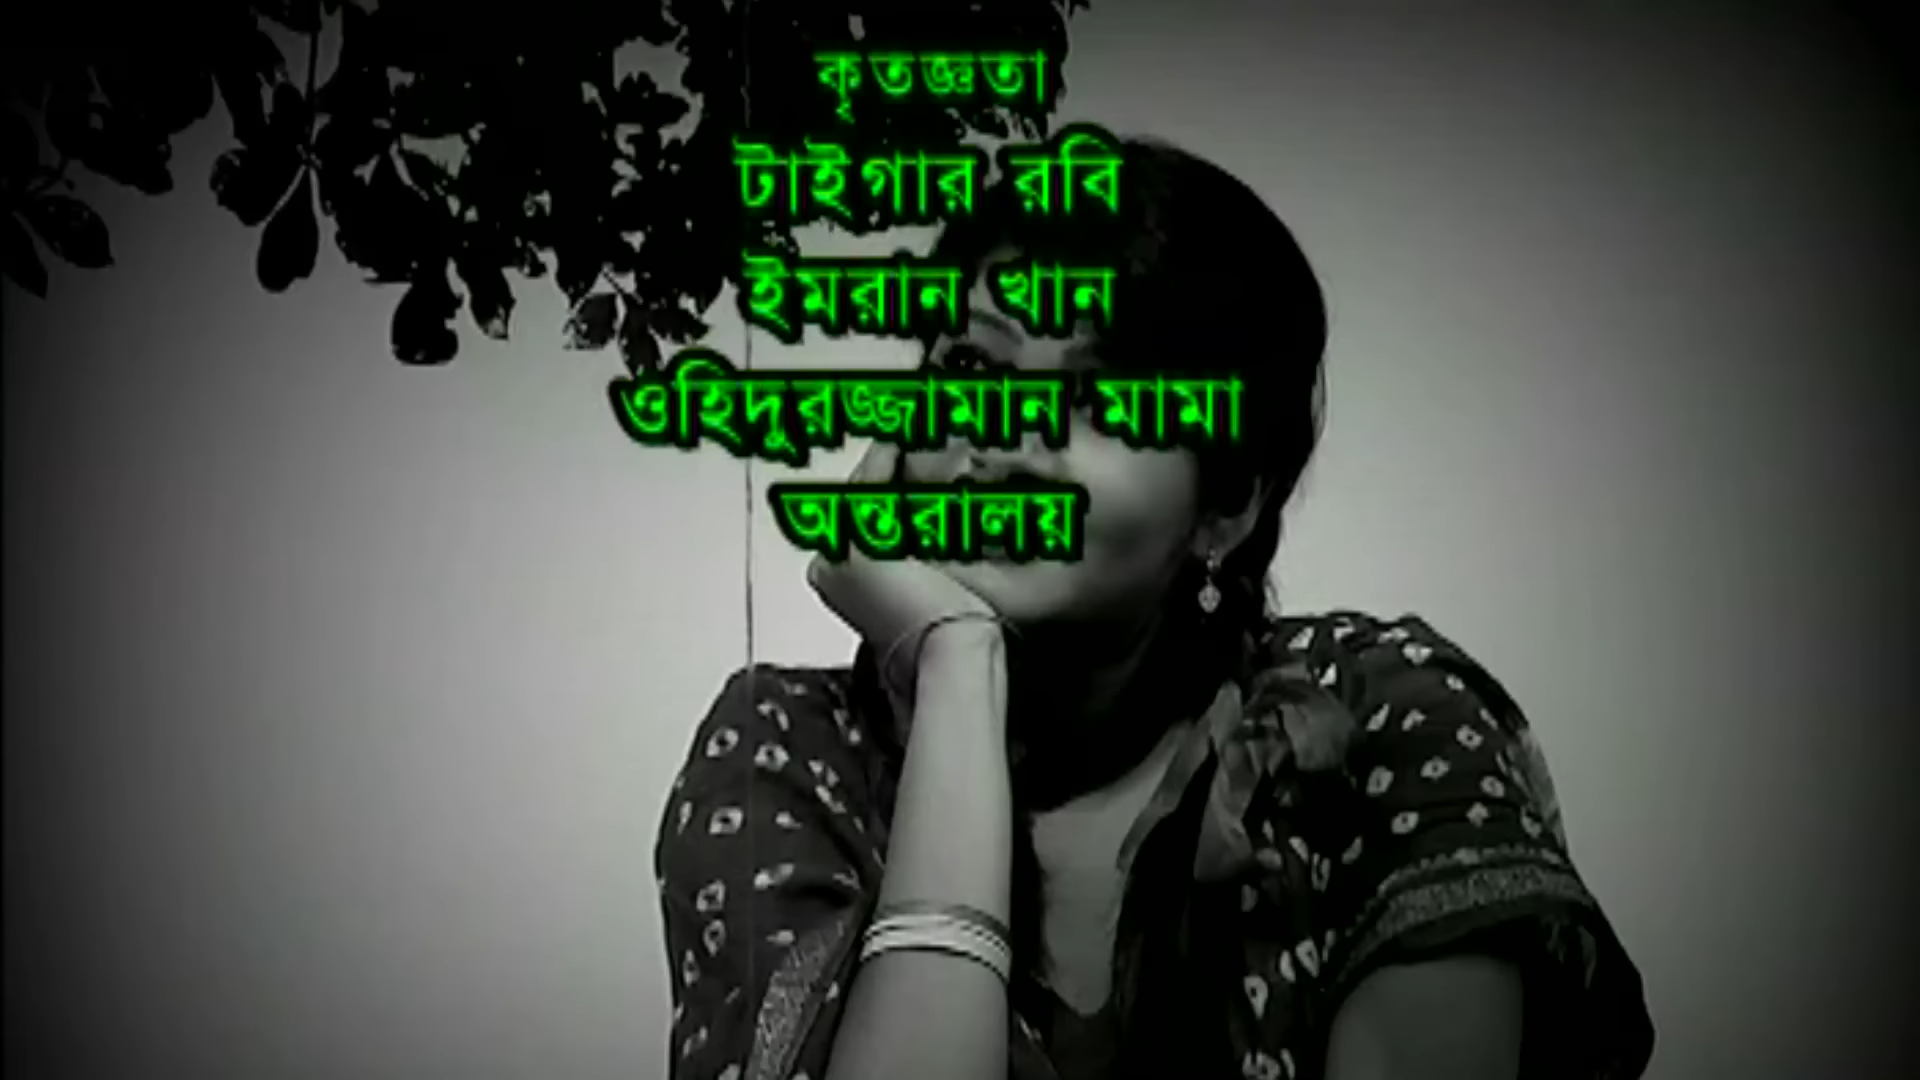 কৃতজ্ঞতা
টাইগার রবি
ইমরান খান
ওহিদুরজ্জামান মামা
অন্তরালয়